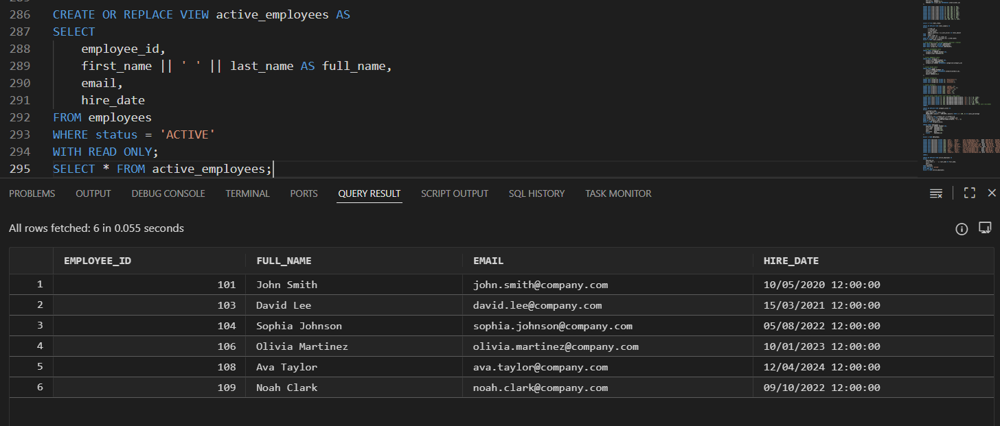 286 CREATE OR REPLACE VIEW active_employees AS
287 SELECT
288 employee_id,
289 first_name || ' ' || last_name AS full_name,
290 email,
291 hire_date
292 FROM employees
293 WHERE status = 'ACTIVE'
294 WITH READ ONLY;
295 SELECT * FROM active_employees;
PROBLEMS OUTPUT DEBUG CONSOLE TERMINAL PORTS QUERY RESULT SCRIPT OUTPUT SQL HISTORY TASK MONITOR
All rows fetched: 6 in 0.055 seconds
EMPLOYEE_ID FULL_NAME EMAIL HIRE_DATE
1 101 John Smith john.smith@company.com 10/05/2020 12:00:00
2 103 David Lee david.lee@company.com 15/03/2021 12:00:00
3 104 Sophia Johnson sophia.johnson@company.com 05/08/2022 12:00:00
4 106 Olivia Martinez olivia.martinez@company.com 10/01/2023 12:00:00
5 108 Ava Taylor ava.taylor@company.com 12/04/2024 12:00:00
6 109 Noah Clark noah.clark@company.com 09/10/2022 12:00:00